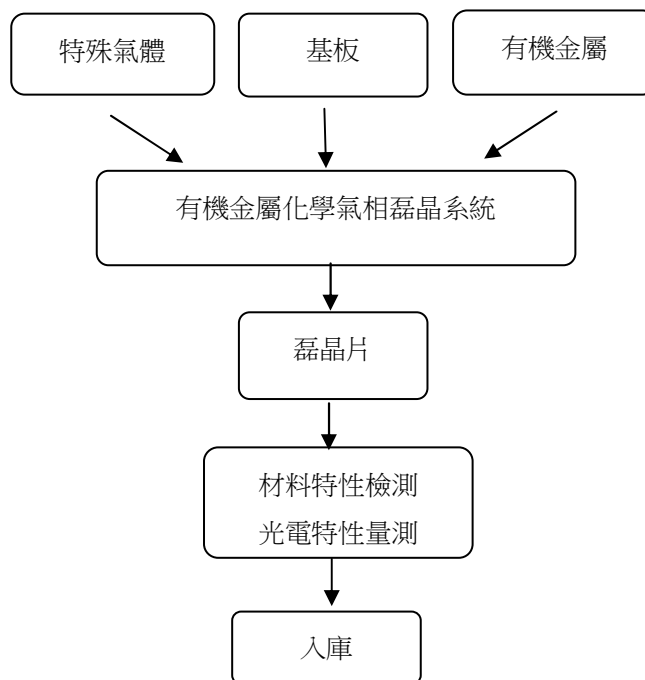 特殊氣體
基板
有機金屬
有機金屬化學氣相磊晶系統
磊晶片
材料特性檢測
光電特性量測
入庫